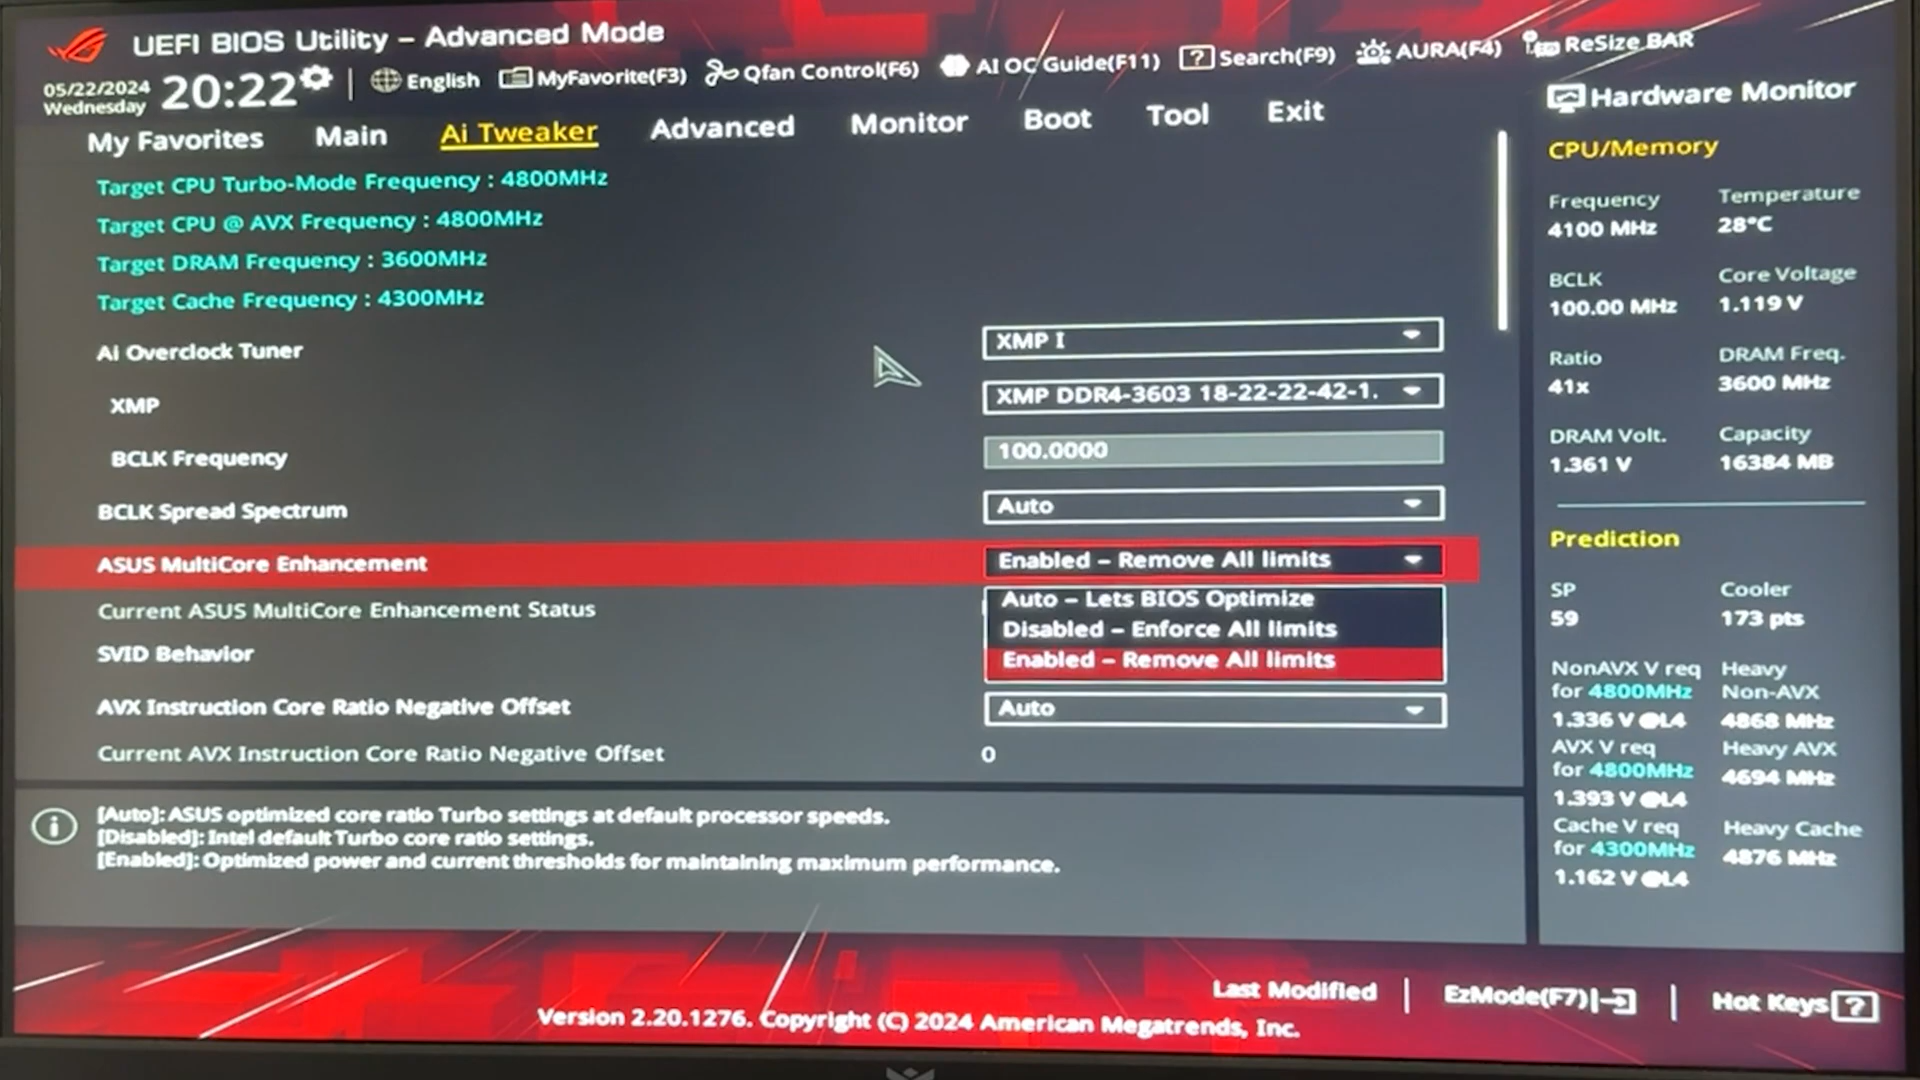 UEFI BIOS Utility – Advanced Mode
05/22/2024
Wednesday
20:22
English
MyFavorite(F3)
Qfan Control(F6)
AI OC Guide(F11)
Search(F9)
AURA(F4)
ReSize BAR
My Favorites
Main
Ai Tweaker
Advanced
Monitor
Boot
Tool
Exit
Target CPU Turbo-Mode Frequency : 4800MHz
Target CPU @ AVX Frequency : 4800MHz
Target DRAM Frequency : 3600MHz
Target Cache Frequency : 4300MHz
Ai Overclock Tuner
XMP I
XMP
XMP DDR4-3603 18-22-22-42-1.
BCLK Frequency
100.0000
BCLK Spread Spectrum
Auto
ASUS MultiCore Enhancement
Enabled – Remove All limits
Auto – Lets BIOS Optimize
Disabled – Enforce All limits
Enabled – Remove All limits
Current ASUS MultiCore Enhancement Status
SVID Behavior
AVX Instruction Core Ratio Negative Offset
Auto
Current AVX Instruction Core Ratio Negative Offset
0
[Auto]: ASUS optimized core ratio Turbo settings at default processor speeds.
[Disabled]: Intel default Turbo core ratio settings.
[Enabled]: Optimized power and current thresholds for maintaining maximum performance.
Hardware Monitor
CPU/Memory
Frequency
Temperature
4100 MHz
28°C
BCLK
Core Voltage
100.00 MHz
1.119 V
Ratio
DRAM Freq.
41x
3600 MHz
DRAM Volt.
Capacity
1.361 V
16384 MB
Prediction
SP
Cooler
59
173 pts
NonAVX V req
Heavy
for 4800MHz
Non-AVX
1.336 V @L4
4868 MHz
AVX V req
Heavy AVX
for 4800MHz
4694 MHz
1.393 V @L4
Cache V req
Heavy Cache
for 4300MHz
4876 MHz
1.162 V @L4
Last Modified
EzMode(F7)
Hot Keys ?
Version 2.20.1276. Copyright (C) 2024 American Megatrends, Inc.